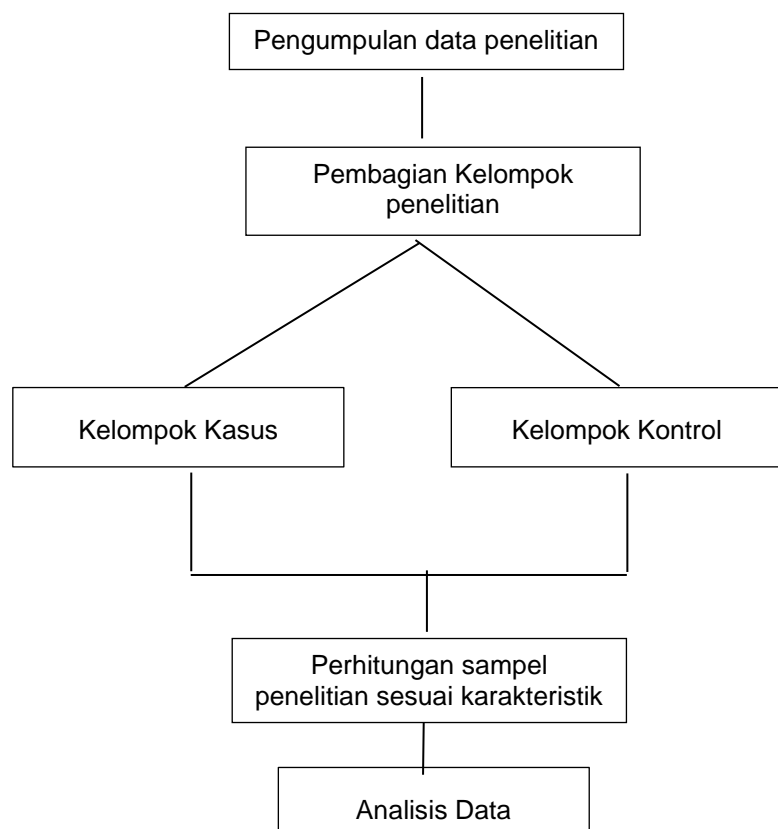 Pengumpulan data penelitian
Pembagian Kelompok
penelitian
Kelompok Kasus
Kelompok Kontrol
Perhitungan sampel
penelitian sesuai karakteristik
Analisis Data